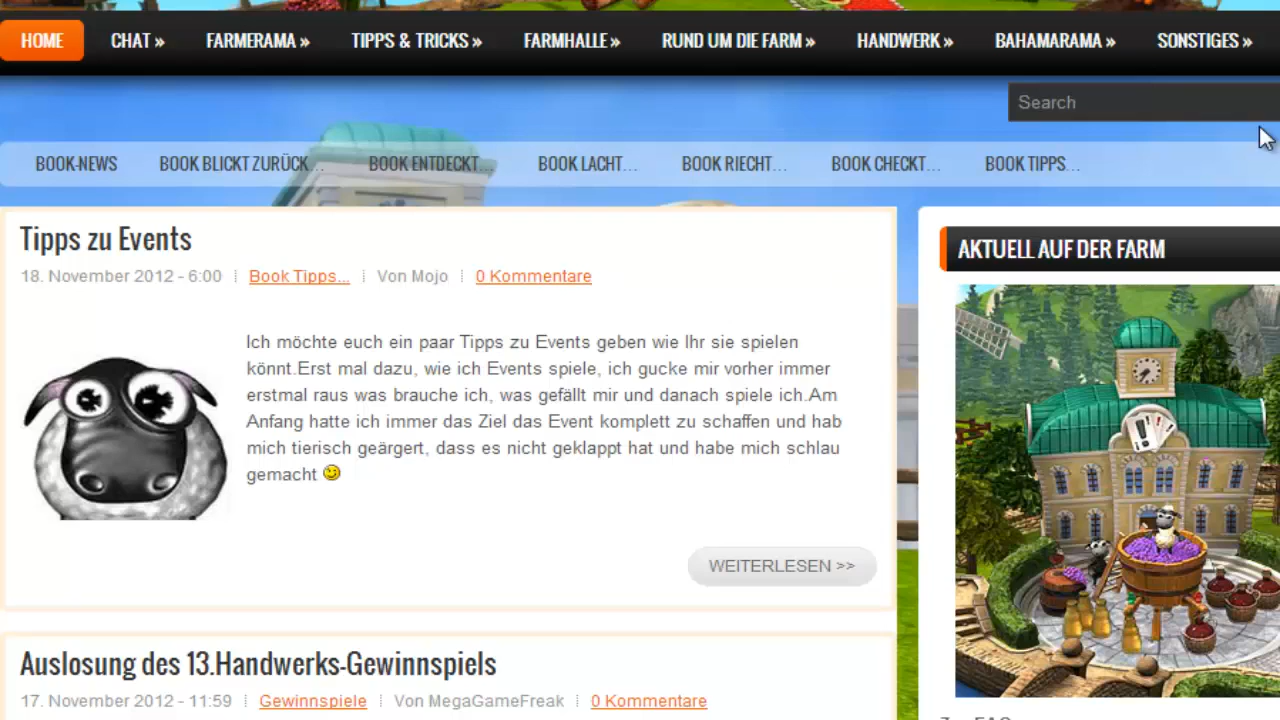 HOME CHAT » FARMERAMA » TIPPS & TRICKS » FARMHALLE » RUND UM DIE FARM » HANDWERK » BAHAMARAMA » SONSTIGES »
Search
BOOK-NEWS BOOK BLICKT ZURÜCK… BOOK ENTDECKT… BOOK LACHT… BOOK RIECHT… BOOK CHECKT… BOOK TIPPS…
Tipps zu Events
18. November 2012 - 6:00 Book Tipps... Von Mojo 0 Kommentare
Ich möchte euch ein paar Tipps zu Events geben wie Ihr sie spielen
könnt.Erst mal dazu, wie ich Events spiele, ich gucke mir vorher immer
erstmal raus was brauche ich, was gefällt mir und danach spiele ich.Am
Anfang hatte ich immer das Ziel das Event komplett zu schaffen und hab
mich tierisch geärgert, dass es nicht geklappt hat und habe mich schlau
gemacht
WEITERLESEN >>
Auslosung des 13.Handwerks-Gewinnspiels
17. November 2012 - 11:59 Gewinnspiele Von MegaGameFreak 0 Kommentare
AKTUELL AUF DER FARM